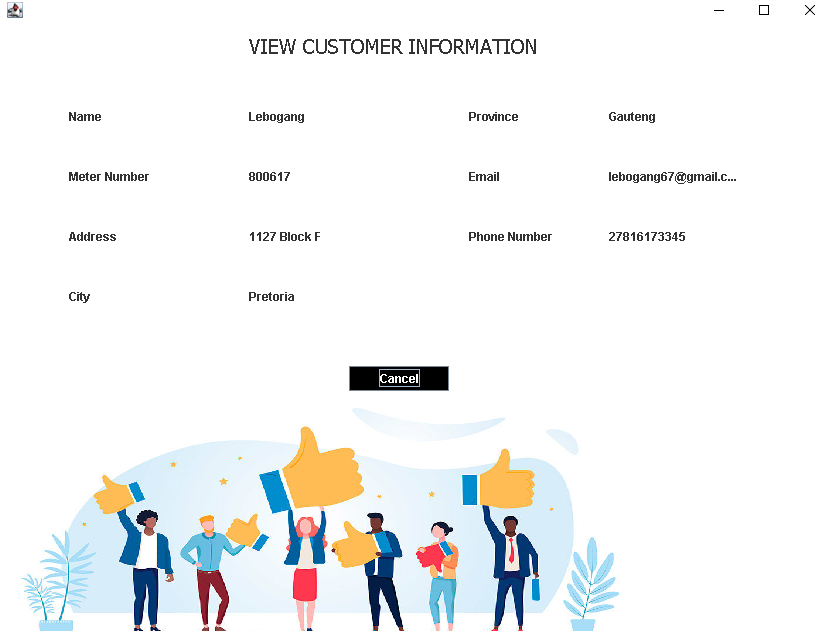 VIEW CUSTOMER INFORMATION
Name Lebogang Province Gauteng
Meter Number 800617 Email lebogang67@gmail.c...
Address 1127 Block F Phone Number 27816173345
City Pretoria
Cancel